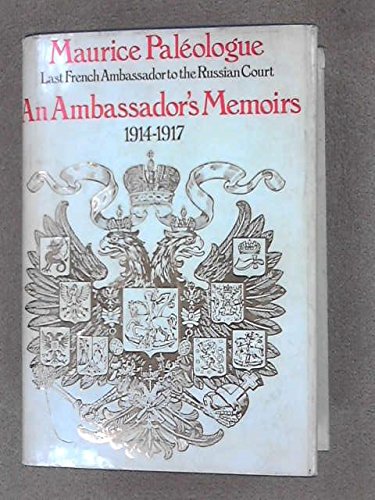 Maurice Paléologue
Last French Ambassador to the Russian Court
An Ambassador's Memoirs
1914-1917